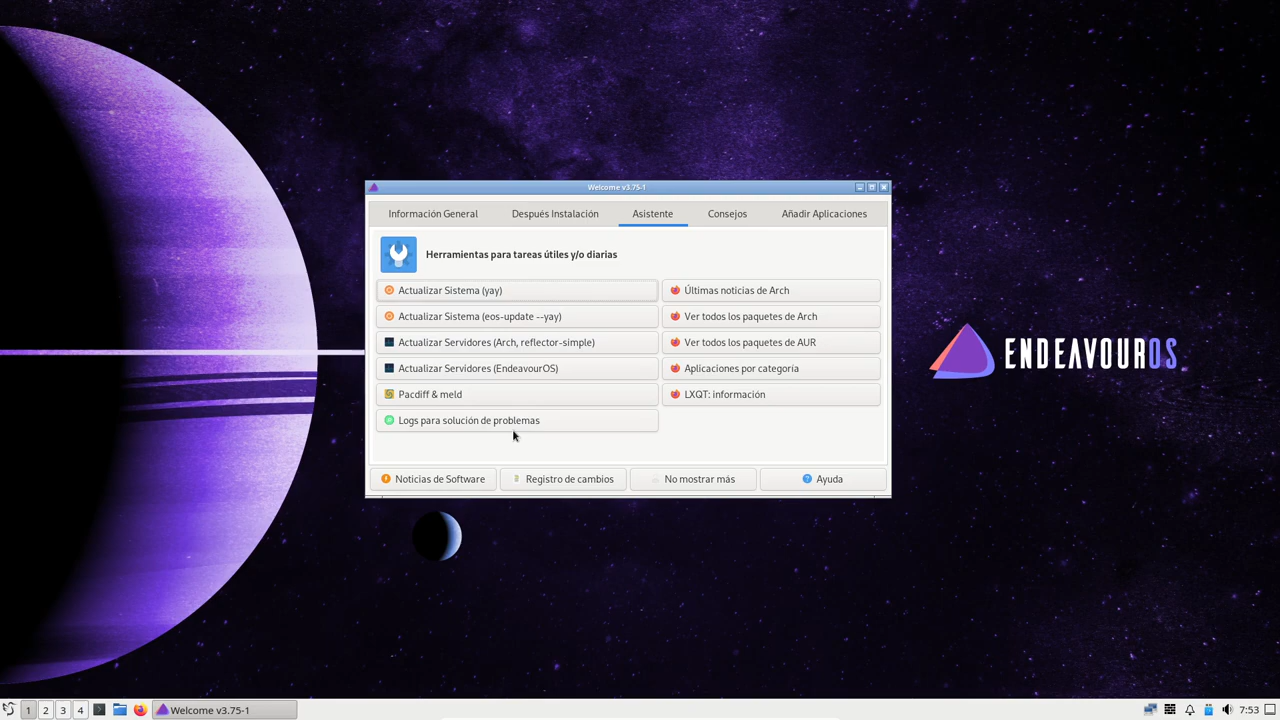 Welcome v3.75-1
Información General Después Instalación Asistente Consejos Añadir Aplicaciones
Herramientas para tareas útiles y/o diarias
Actualizar Sistema (yay) Últimas noticias de Arch
Actualizar Sistema (eos-update --yay) Ver todos los paquetes de Arch
Actualizar Servidores (Arch, reflector-simple) Ver todos los paquetes de AUR
Actualizar Servidores (EndeavourOS) Aplicaciones por categoría
Pacdiff & meld LXQT: información
Logs para solución de problemas
Noticias de Software Registro de cambios No mostrar más Ayuda
ENDEAVOUROS
1 2 3 4 Welcome v3.75-1 7:53